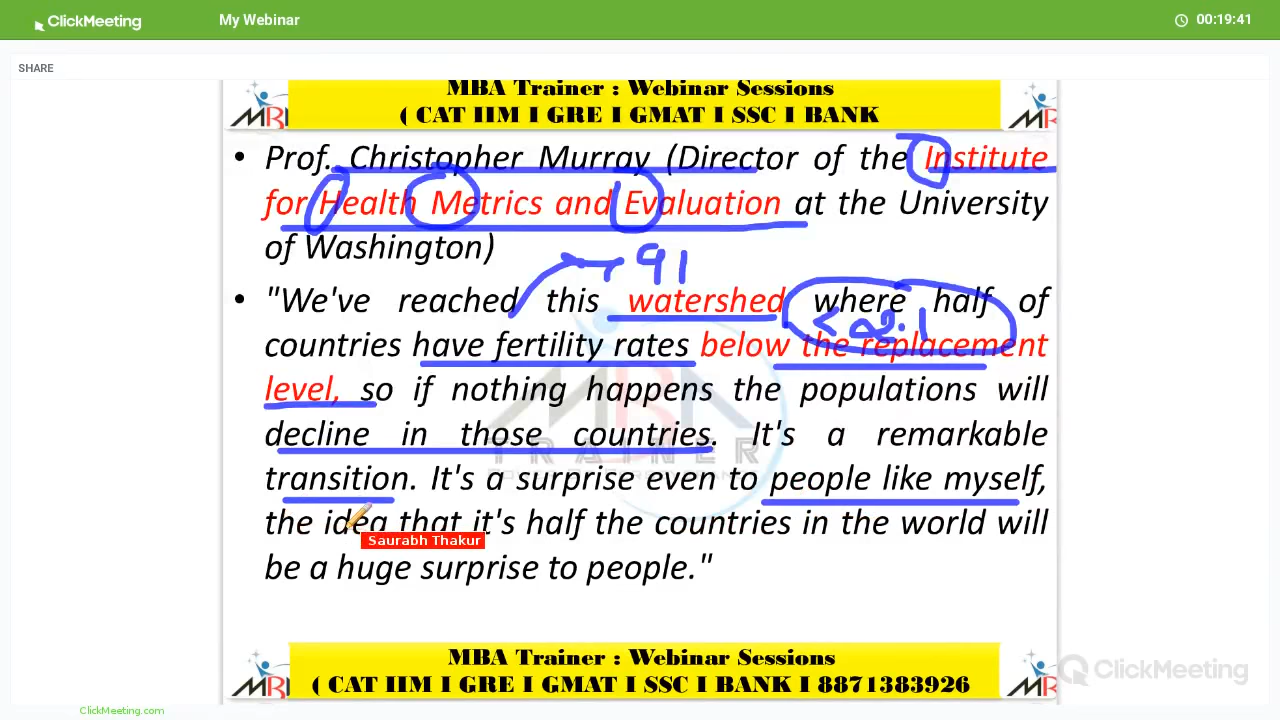 ClickMeeting
My Webinar
00:19:41
SHARE
MBA Trainer : Webinar Sessions
( CAT IIM I GRE I GMAT I SSC I BANK
• Prof. Christopher Murray (Director of the Institute
for Health Metrics and Evaluation at the University
of Washington)
91
• "We've reached this watershed where half of
< 2.1
countries have fertility rates below the replacement
level, so if nothing happens the populations will
decline in those countries. It's a remarkable
transition. It's a surprise even to people like myself,
the idea that it's half the countries in the world will
Saurabh Thakur
be a huge surprise to people."
TRAINER
MBA Trainer : Webinar Sessions
( CAT IIM I GRE I GMAT I SSC I BANK I 8871383926
ClickMeeting
ClickMeeting.com